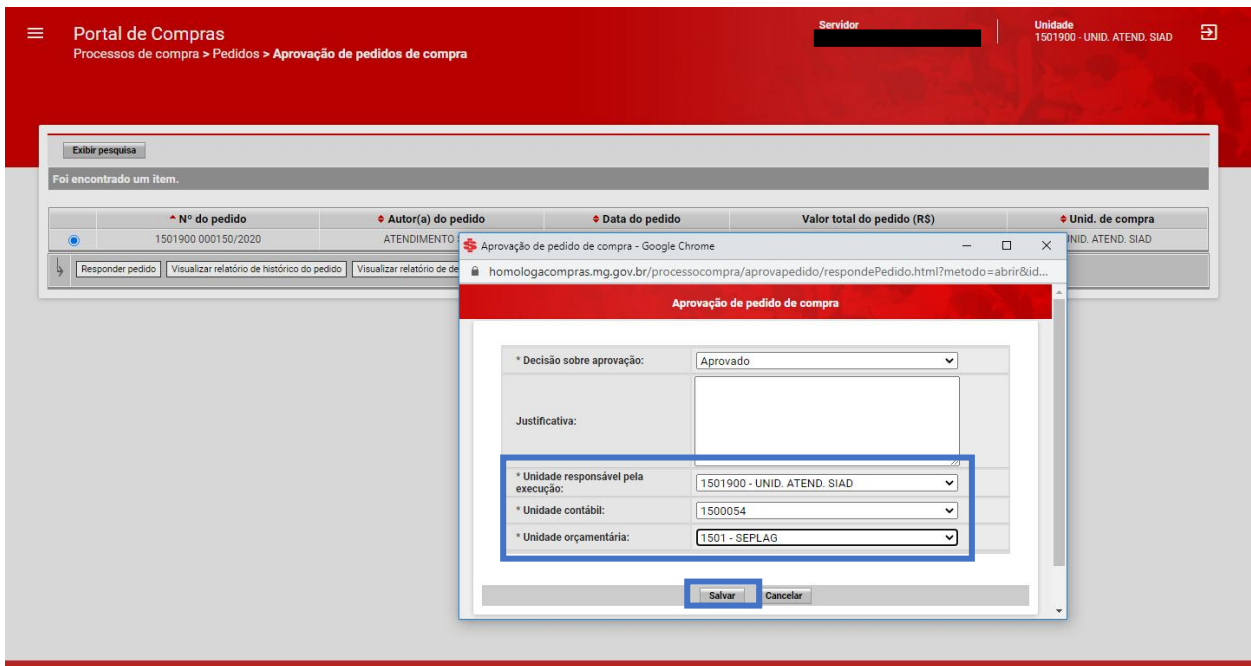 Portal de Compras
Processos de compra > Pedidos > Aprovação de pedidos de compra
Servidor
Unidade
1501900 - UNID. ATEND. SIAD
Exibir pesquisa
Foi encontrado um item.
Nº do pedido Autor(a) do pedido Data do pedido Valor total do pedido (R$) Unid. de compra
1501900 000150/2020 ATENDIMENTO UNID. ATEND. SIAD
Responder pedido Visualizar relatório de histórico do pedido Visualizar relatório de de
Aprovação de pedido de compra - Google Chrome
homologacompras.mg.gov.br/processocompra/aprovapedido/respondePedido.html?metodo=abrir&id...
Aprovação de pedido de compra
* Decisão sobre aprovação: Aprovado
Justificativa:
* Unidade responsável pela
execução: 1501900 - UNID. ATEND. SIAD
* Unidade contábil: 1500054
* Unidade orçamentária: 1501 - SEPLAG
Salvar Cancelar